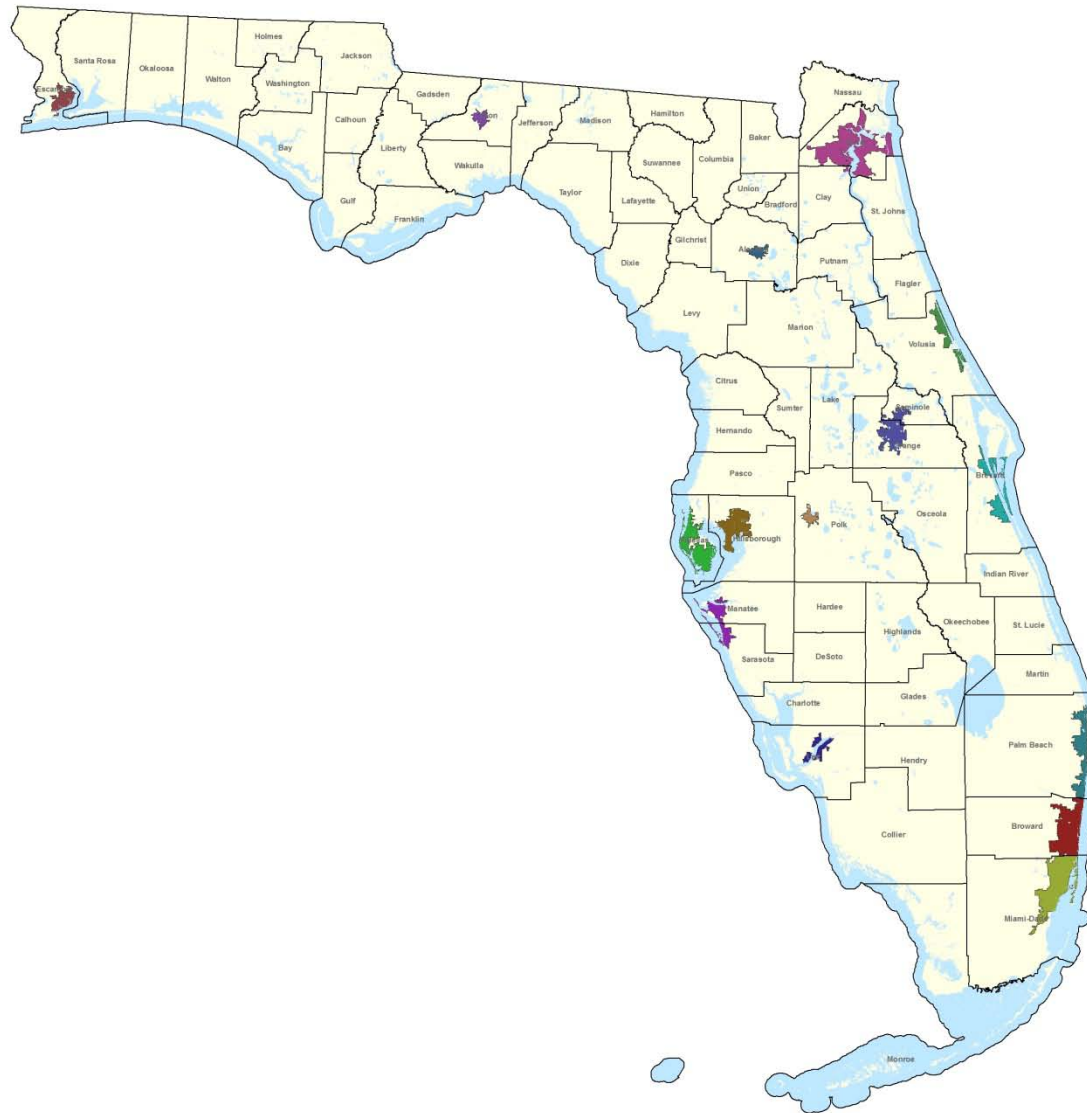 Nassau
Holmes
Jackson
Santa Rosa
Okaloosa
Walton
Washington
Gadsden
Hamilton
Madison
Jefferson
Baker
Calhoun
Liberty
Bay
Wakulla
Suwannee
Columbia
Union
Bradford
Clay
Taylor
Lafayette
Gulf
Franklin
St. Johns
Gilchrist
Dixie
Putnam
Flagler
Levy
Marion
Volusia
Citrus
Sumter
Lake
Seminole
Hernando
Pasco
Brevard
Polk
Osceola
Hillsborough
Indian River
Manatee
Hardee
Highlands
Okeechobee
St. Lucie
Sarasota
DeSoto
Martin
Charlotte
Glades
Palm Beach
Hendry
Broward
Collier
Miami-Dade
Monroe